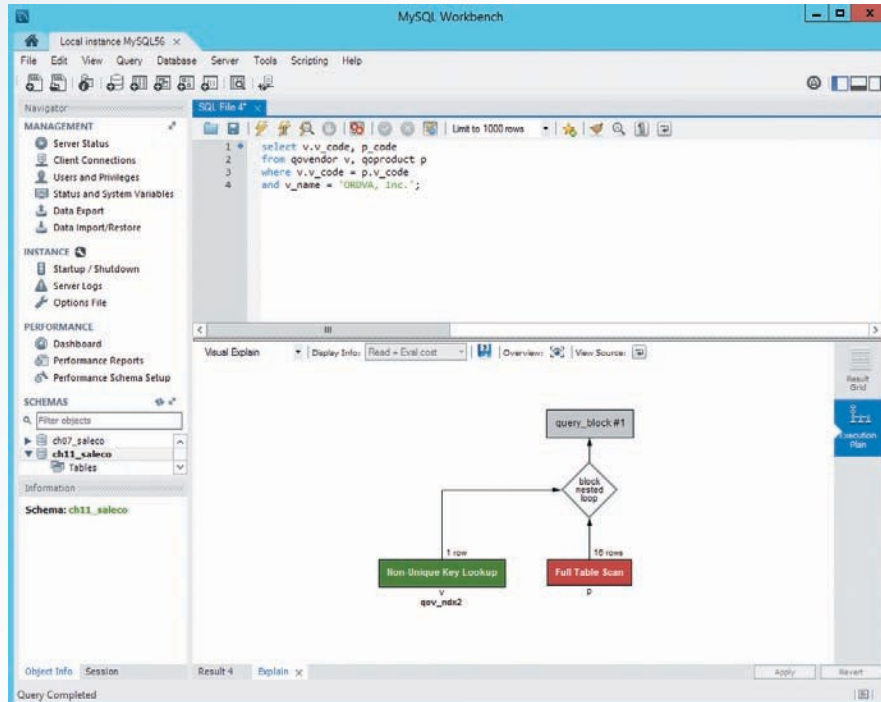 MySQL Workbench
Local instance MySQL56 ×
File Edit View Query Database Server Tools Scripting Help
Navigator
SQL File 4* ×
MANAGEMENT
Server Status
Client Connections
Users and Privileges
Status and System Variables
Data Export
Data Import/Restore
INSTANCE
Startup / Shutdown
Server Logs
Options File
PERFORMANCE
Dashboard
Performance Reports
Performance Schema Setup
SCHEMAS
Filter objects
ch07_saleco
ch11_saleco
Tables
Information
Schema: ch11_saleco
Object Info Session
Limit to 1000 rows
1 select v.v_code, p_code
2 from qovendor v, qoproduct p
3 where v.v_code = p.v_code
4 and v_name = 'ORDVA, Inc.';
Visual Explain Display Info: Read + Eval cost Overview: View Source:
Result Grid
Execution Plan
query_block #1
block nested loop
1 row
16 rows
Non-Unique Key Lookup
Full Table Scan
v
p
qov_ndx2
Result 4 Explain ×
Apply Revert
Query Completed